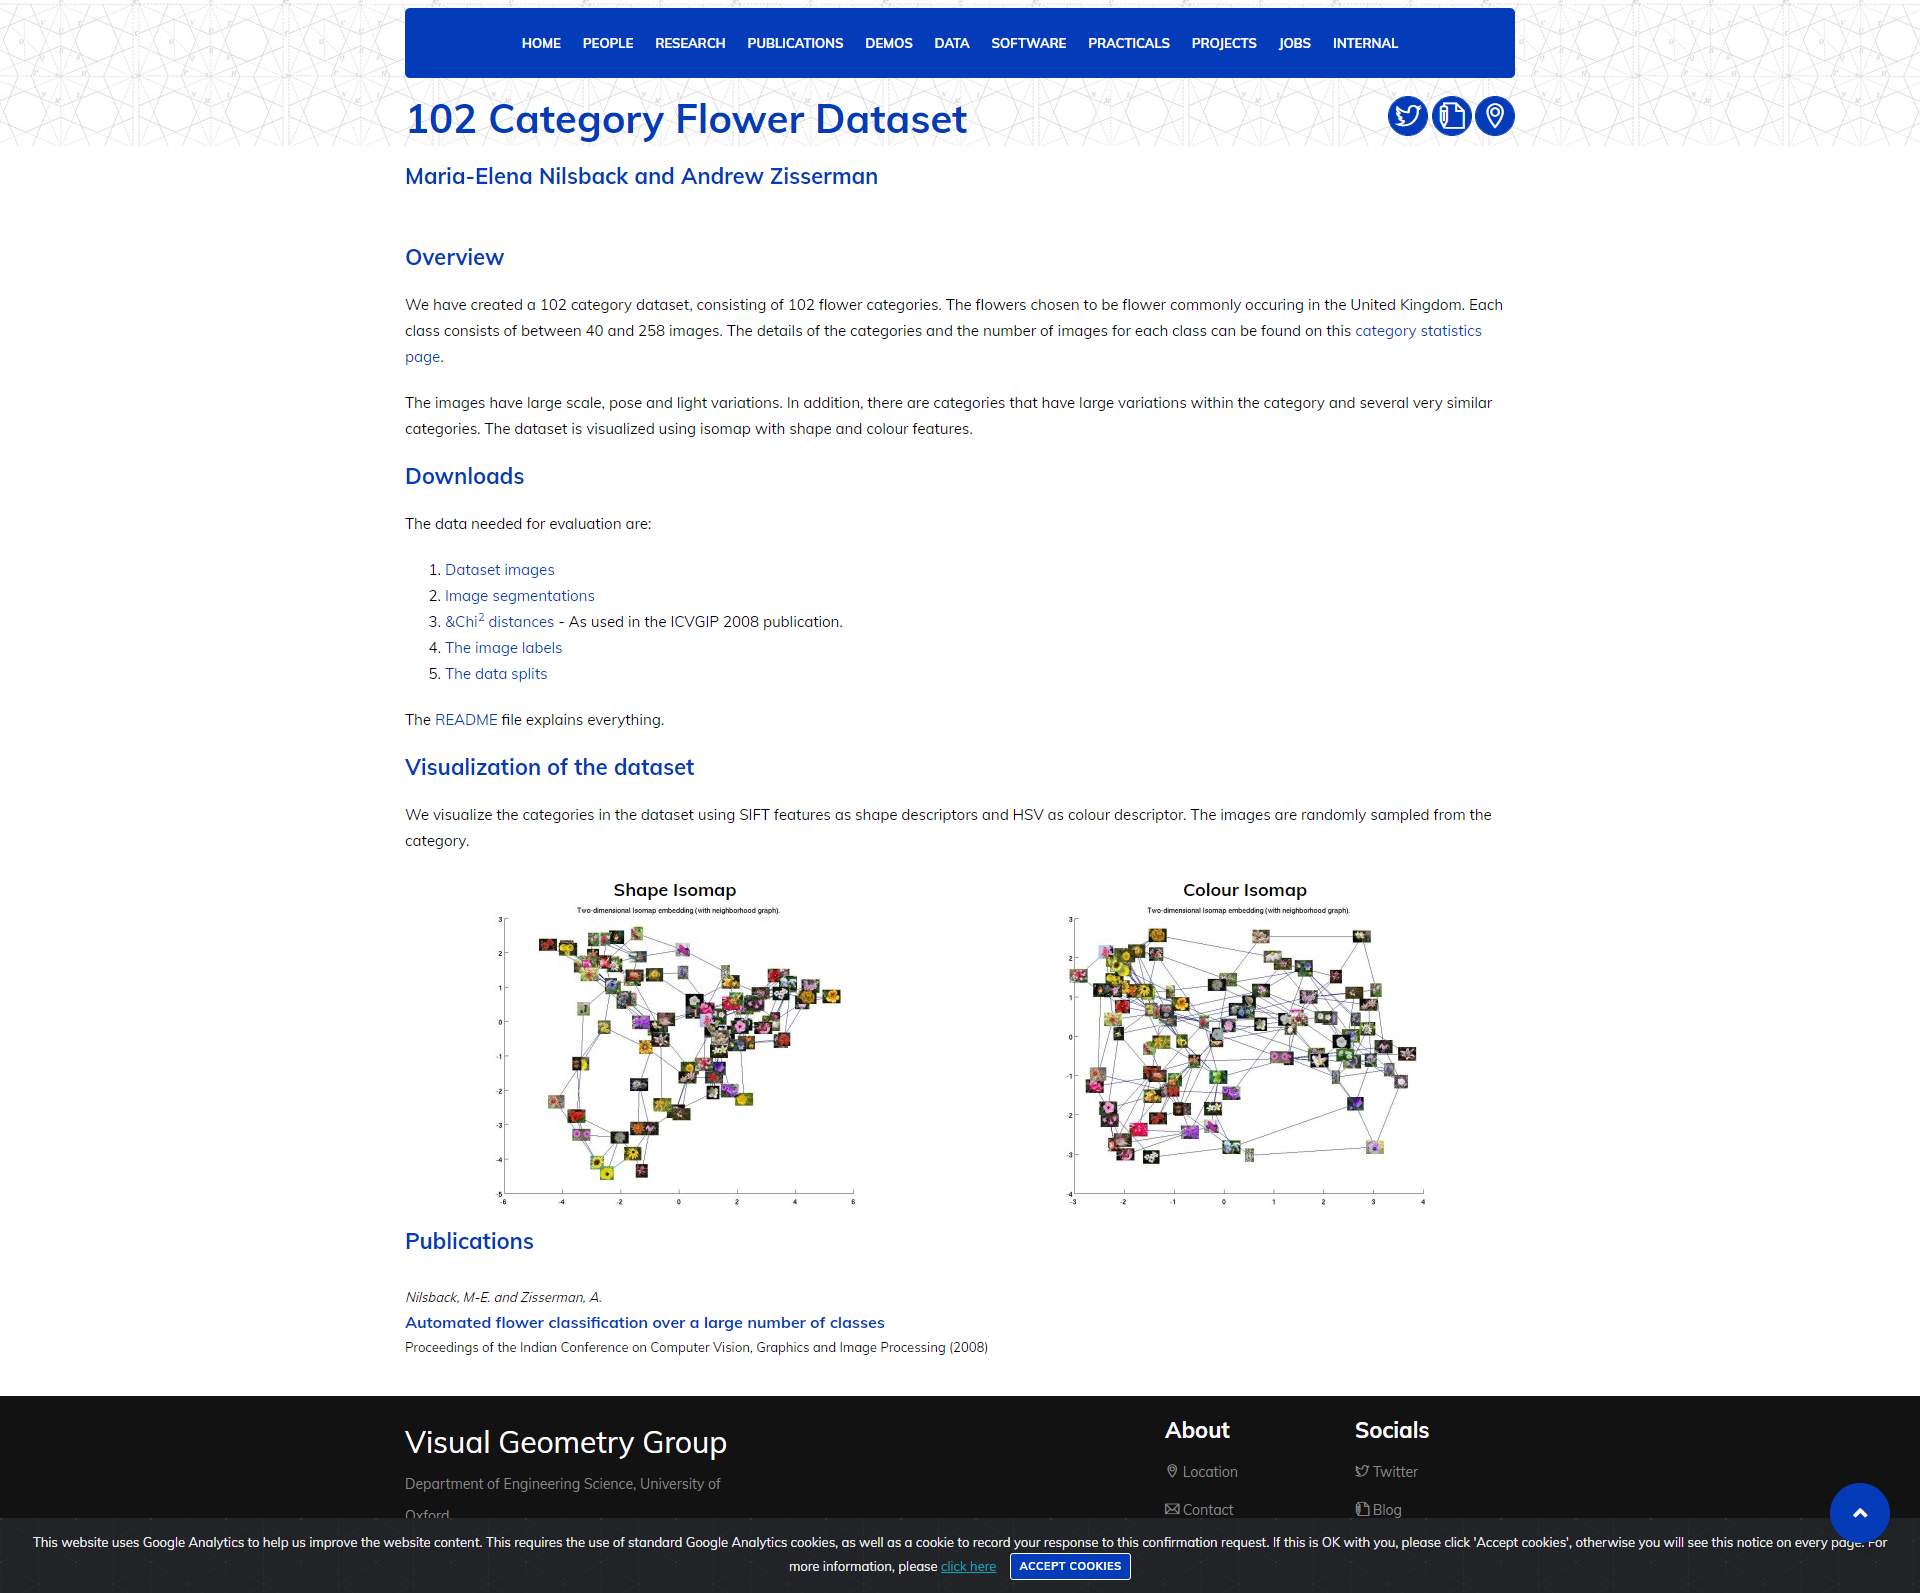 HOME PEOPLE RESEARCH PUBLICATIONS DEMOS DATA SOFTWARE PRACTICALS PROJECTS JOBS INTERNAL
102 Category Flower Dataset
Maria-Elena Nilsback and Andrew Zisserman
Overview
We have created a 102 category dataset, consisting of 102 flower categories. The flowers chosen to be flower commonly occuring in the United Kingdom. Each
class consists of between 40 and 258 images. The details of the categories and the number of images for each class can be found on this category statistics
page.
The images have large scale, pose and light variations. In addition, there are categories that have large variations within the category and several very similar
categories. The dataset is visualized using isomap with shape and colour features.
Downloads
The data needed for evaluation are:
1. Dataset images
2. Image segmentations
3. &Chi2 distances - As used in the ICVGIP 2008 publication.
4. The image labels
5. The data splits
The README file explains everything.
Visualization of the dataset
We visualize the categories in the dataset using SIFT features as shape descriptors and HSV as colour descriptor. The images are randomly sampled from the
category.
Shape Isomap
Two-dimensional Isomap embedding (with neighborhood graph).
3
2
1
0
-1
-2
-3
-4
-5
-6 -4 -2 0 2 4 6
Colour Isomap
Two-dimensional Isomap embedding (with neighborhood graph).
3
2
1
0
-1
-2
-3
-4
-3 -2 -1 0 1 2 3 4
Publications
Nilsback, M-E. and Zisserman, A.
Automated flower classification over a large number of classes
Proceedings of the Indian Conference on Computer Vision, Graphics and Image Processing (2008)
Visual Geometry Group
Department of Engineering Science, University of
Oxford
About
Location
Contact
Socials
Twitter
Blog
This website uses Google Analytics to help us improve the website content. This requires the use of standard Google Analytics cookies, as well as a cookie to record your response to this confirmation request. If this is OK with you, please click 'Accept cookies', otherwise you will see this notice on every page. For
more information, please click here ACCEPT COOKIES